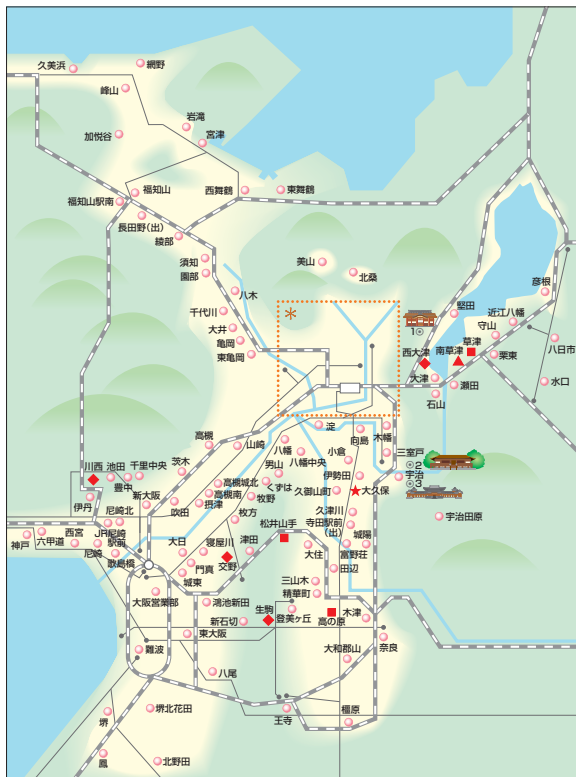 久美浜
網野
峰山
岩滝
加悦谷
宮津
福知山
西舞鶴
東舞鶴
福知山駅南
長田野(出)
綾部
須知
園部
美山
北桑
八木
＊
千代川
大井
亀岡
東亀岡
1◎
堅田
彦根
近江八幡
守山
西大津
南草津
草津
八日市
栗東
大津
瀬田
水口
石山
淀
向島
木幡
高槻
山崎
八幡
小倉
三室戸
八幡中央
◎2
茨木
男山
伊勢田
宇治
◎3
川西
池田
千里中央
豊中
高槻城北
くずは
久御山町
大久保
高槻南
牧野
伊丹
新大阪
吹田
摂津
枚方
久津川
寺田駅前
(出)
宇治田原
尼崎北
松井山手
城陽
神戸
六甲道
西宮
JR尼崎
駅前
尼崎
歌島橋
大日
寝屋川
津田
大住
富野荘
門真
交野
田辺
城東
三山木
精華町
大阪営業部
鴻池新田
生駒
登美ヶ丘
高の原
木津
新石切
東大阪
奈良
難波
大和郡山
八尾
堺
堺北花田
王寺
橿原
鳳
北野田